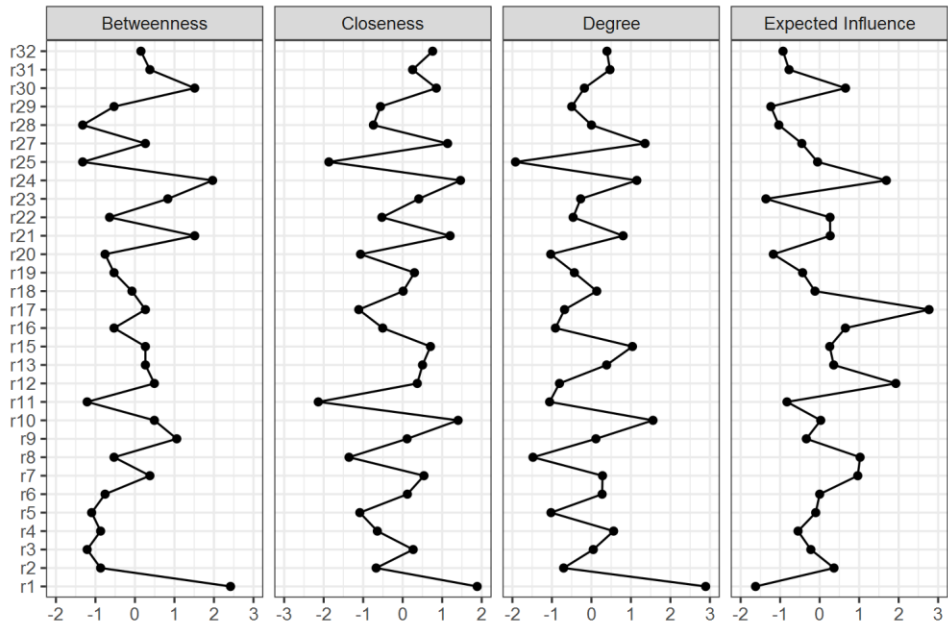 Betweenness Closeness Degree Expected Influence
r32
r31
r30
r29
r28
r27
r25
r24
r23
r22
r21
r20
r19
r18
r17
r16
r15
r13
r12
r11
r10
r9
r8
r7
r6
r5
r4
r3
r2
r1
-2 -1 0 1 2 3 -3 -2 -1 0 1 2 -2 -1 0 1 2 3 -2 -1 0 1 2 3